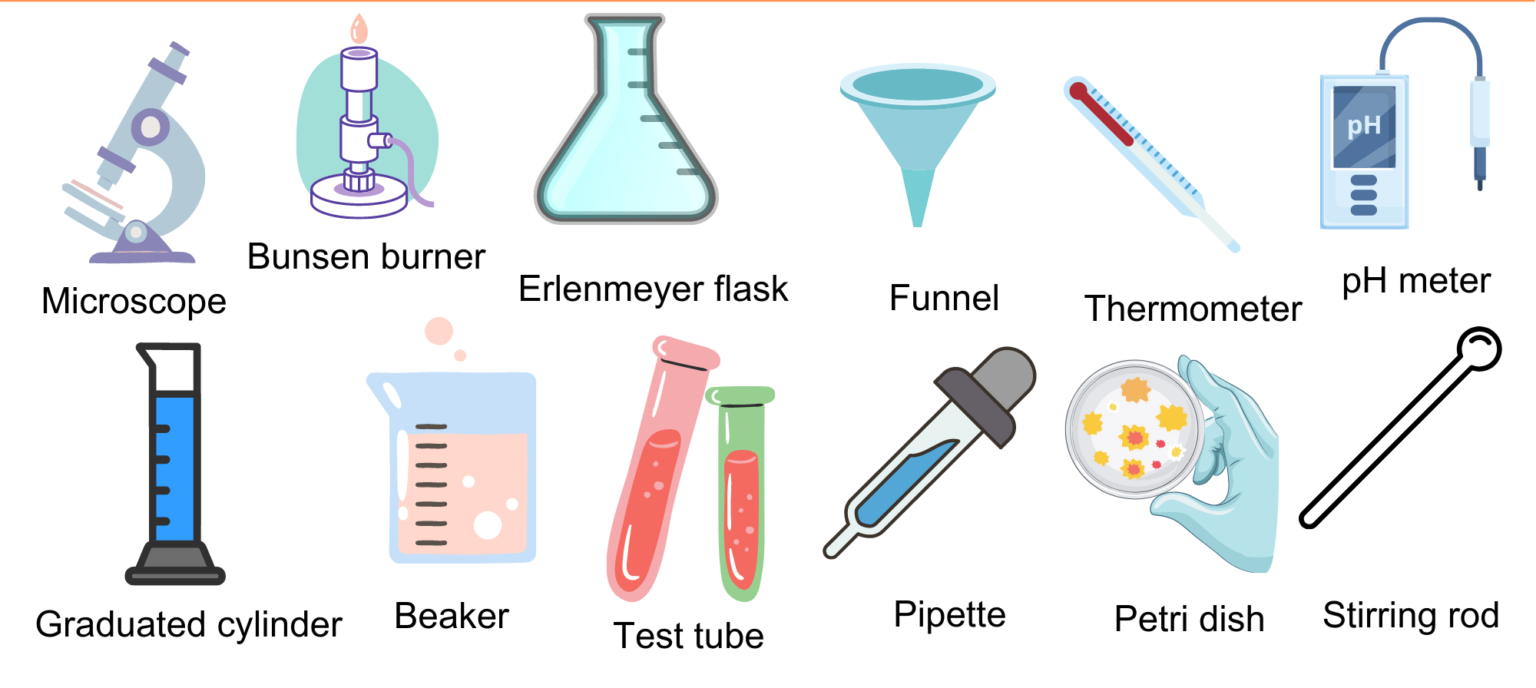 pH
Microscope
Bunsen burner
Erlenmeyer flask
Funnel
Thermometer
pH meter
Graduated cylinder
Beaker
Test tube
Pipette
Petri dish
Stirring rod